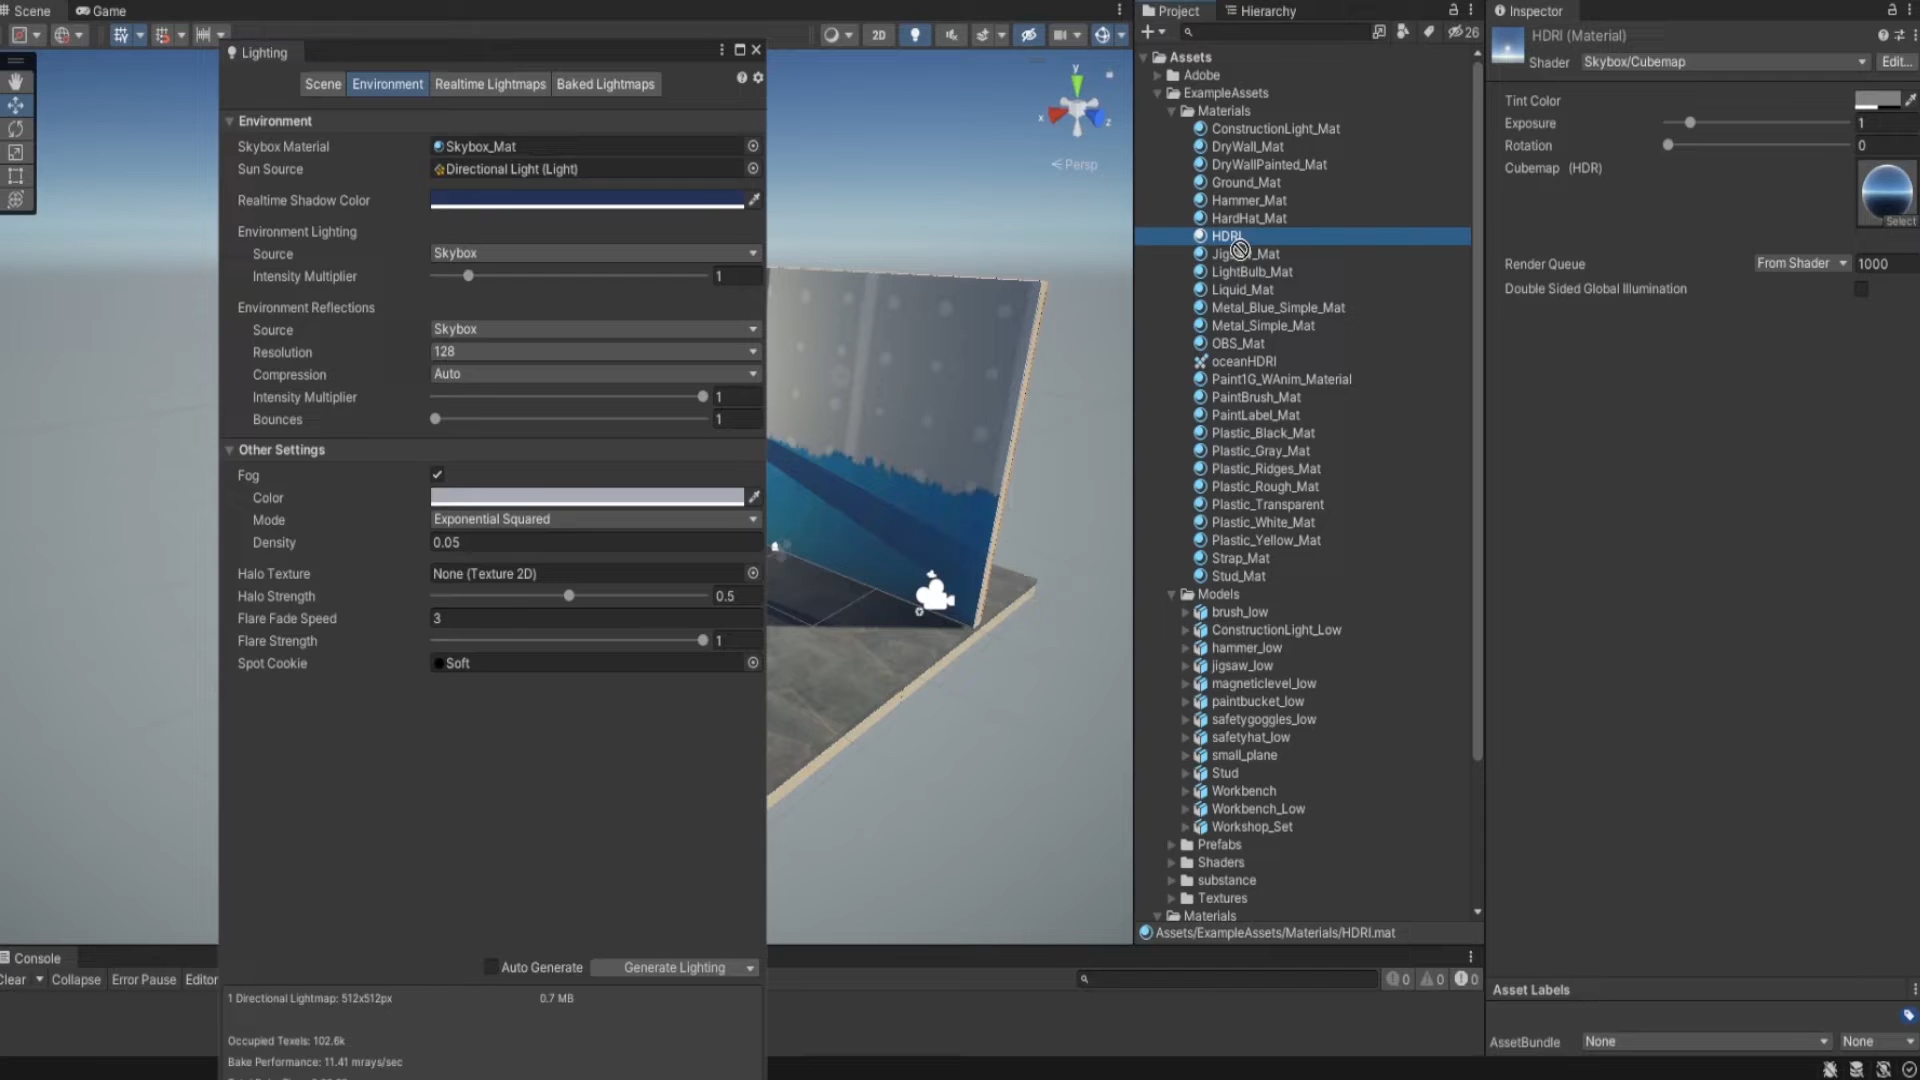 Scene
Game
Project
Hierarchy
Inspector
Lighting
2D
26
HDRI (Material)
Shader
Skybox/Cubemap
Edit...
Scene
Environment
Realtime Lightmaps
Baked Lightmaps
Environment
Skybox Material
Skybox_Mat
Sun Source
Directional Light (Light)
Realtime Shadow Color
Environment Lighting
Source
Skybox
Intensity Multiplier
1
Environment Reflections
Source
Skybox
Resolution
128
Compression
Auto
Intensity Multiplier
1
Bounces
1
Other Settings
Fog
Color
Mode
Exponential Squared
Density
0.05
Halo Texture
None (Texture 2D)
Halo Strength
0.5
Flare Fade Speed
3
Flare Strength
1
Spot Cookie
Soft
Auto Generate
Generate Lighting
1 Directional Lightmap: 512x512px
0.7 MB
Occupied Texels: 102.6k
Bake Performance: 11.41 mrays/sec
y
x
z
Persp
Assets
Adobe
ExampleAssets
Materials
ConstructionLight_Mat
DryWall_Mat
DryWallPainted_Mat
Ground_Mat
Hammer_Mat
HardHat_Mat
HDRI
LightBulb_Mat
Liquid_Mat
Metal_Blue_Simple_Mat
Metal_Simple_Mat
OBS_Mat
oceanHDRI
Paint1G_WAnim_Material
PaintBrush_Mat
PaintLabel_Mat
Plastic_Black_Mat
Plastic_Gray_Mat
Plastic_Ridges_Mat
Plastic_Rough_Mat
Plastic_Transparent
Plastic_White_Mat
Plastic_Yellow_Mat
Strap_Mat
Stud_Mat
Models
brush_low
ConstructionLight_Low
hammer_low
jigsaw_low
magneticlevel_low
paintbucket_low
safetygoggles_low
safetyhat_low
small_plane
Stud
Workbench
Workbench_Low
Workshop_Set
Prefabs
Shaders
substance
Textures
Materials
Assets/ExampleAssets/Materials/HDRI.mat
Tint Color
Exposure
1
Rotation
0
Cubemap (HDR)
Select
Render Queue
From Shader
1000
Double Sided Global Illumination
Console
Clear
Collapse
Error Pause
Editor
0
0
0
Asset Labels
AssetBundle
None
None